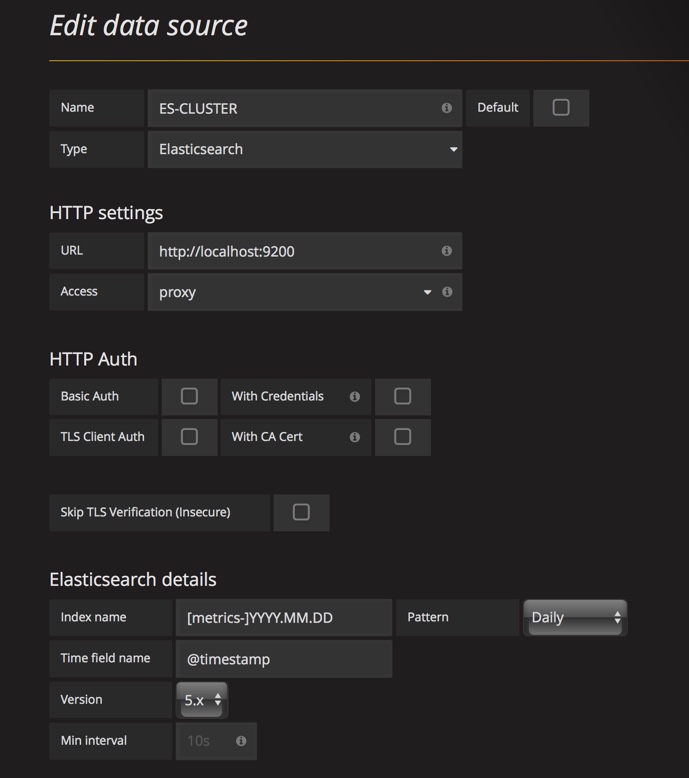 Edit data source
Name ES-CLUSTER Default
Type Elasticsearch
HTTP settings
URL http://localhost:9200
Access proxy
HTTP Auth
Basic Auth With Credentials
TLS Client Auth With CA Cert
Skip TLS Verification (Insecure)
Elasticsearch details
Index name [metrics-]YYYY.MM.DD Pattern Daily
Time field name @timestamp
Version 5.x
Min interval 10s